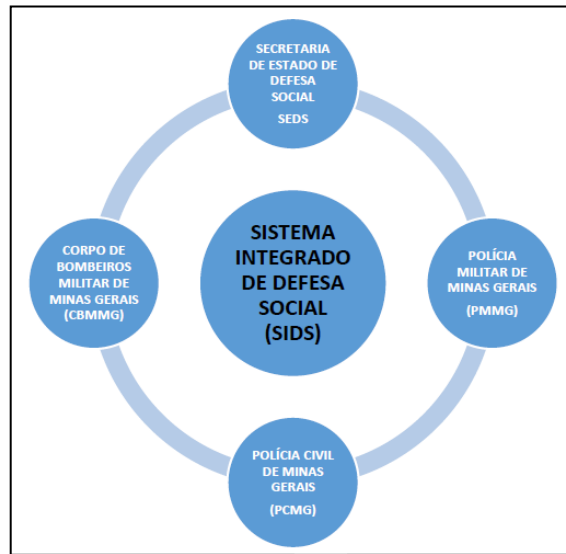 SECRETARIA
DE ESTADO DE
DEFESA
SOCIAL
SEDS
CORPO DE
BOMBEIROS
MILITAR DE
MINAS GERAIS
(CBMMG)
SISTEMA
INTEGRADO
DE DEFESA
SOCIAL
(SIDS)
POLÍCIA
MILITAR DE
MINAS GERAIS
(PMMG)
POLÍCIA CIVIL
DE MINAS
GERAIS
(PCMG)